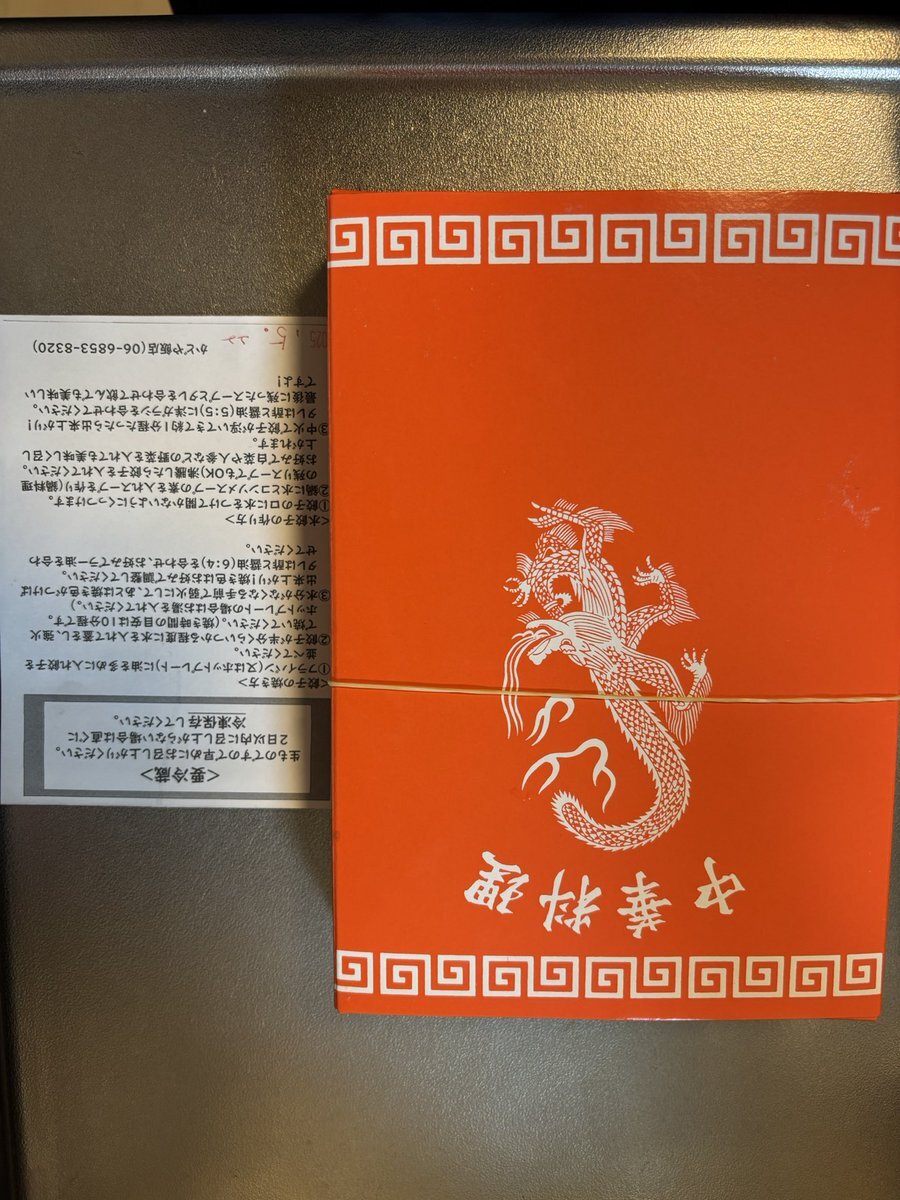 中華料理
<要冷蔵>
生ものですのでお早めにお召し上がりください。
2日以内に召し上がらない場合は直ぐに
冷凍保存してください。
<餃子の焼き方>
①フライパン(又はホットプレート)に油を多めに入れ餃子を
並べてください。
②餃子が半分くらいつかる程度に水を入れて蓋をし、強火
で焼いてください。(焼き時間の目安は10分程です。
ホットプレートの場合はお湯を入れてください。)
③水分がなくなる手前で弱火にして、あとは焼き色がつけば
出来上がり!焼き色はお好みで調整してください。
タレは酢と醤油(6:4)を合わせ、お好みでラー油を合わ
せてください。
<水餃子の作り方>
①餃子の口に水をつけて開かないようにくっつけます。
②鍋に水とコンソメスープの素を入れスープを作り(鍋料理
の残りスープでもOK)沸騰したら餃子を入れてください。
お好みで白菜や人参などの野菜を入れても美味しく召し
上がれます。
③中火で餃子が浮いてきて約1分程たったら出来上がり!
タレは酢と醤油(5:5)に洋ガラシを合わせてください。
最後に残ったスープとタレを合わせて飲んでも美味しい
ですよ!
かどや飯店(06-6853-8320)
2025. 5. 22